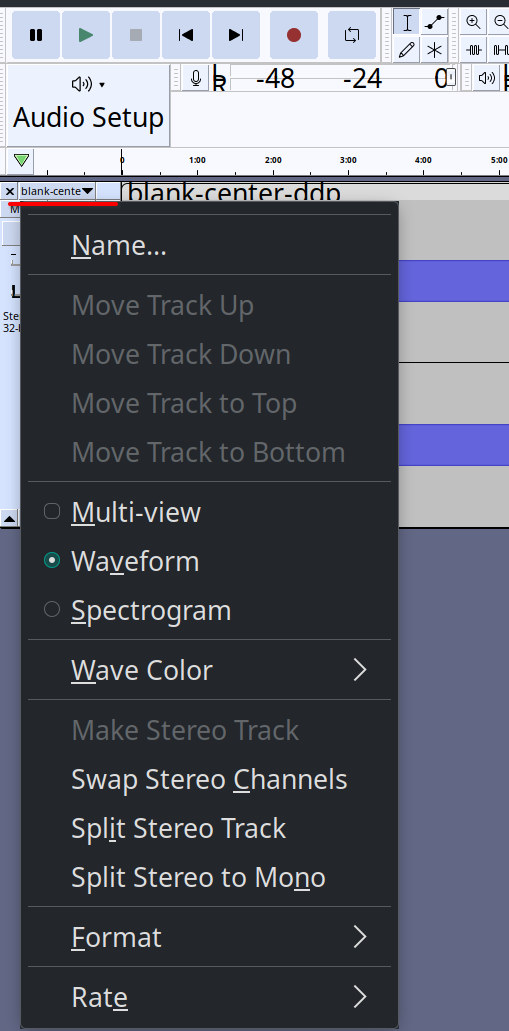 -48 -24 0
Audio Setup
0 1:00 2:00 3:00 4:00 5:00
blank-cente
blank-center-ddp
M
Name...
Ste
32-
Move Track Up
Move Track Down
Move Track to Top
Move Track to Bottom
Multi-view
Waveform
Spectrogram
Wave Color
Make Stereo Track
Swap Stereo Channels
Split Stereo Track
Split Stereo to Mono
Format
Rate